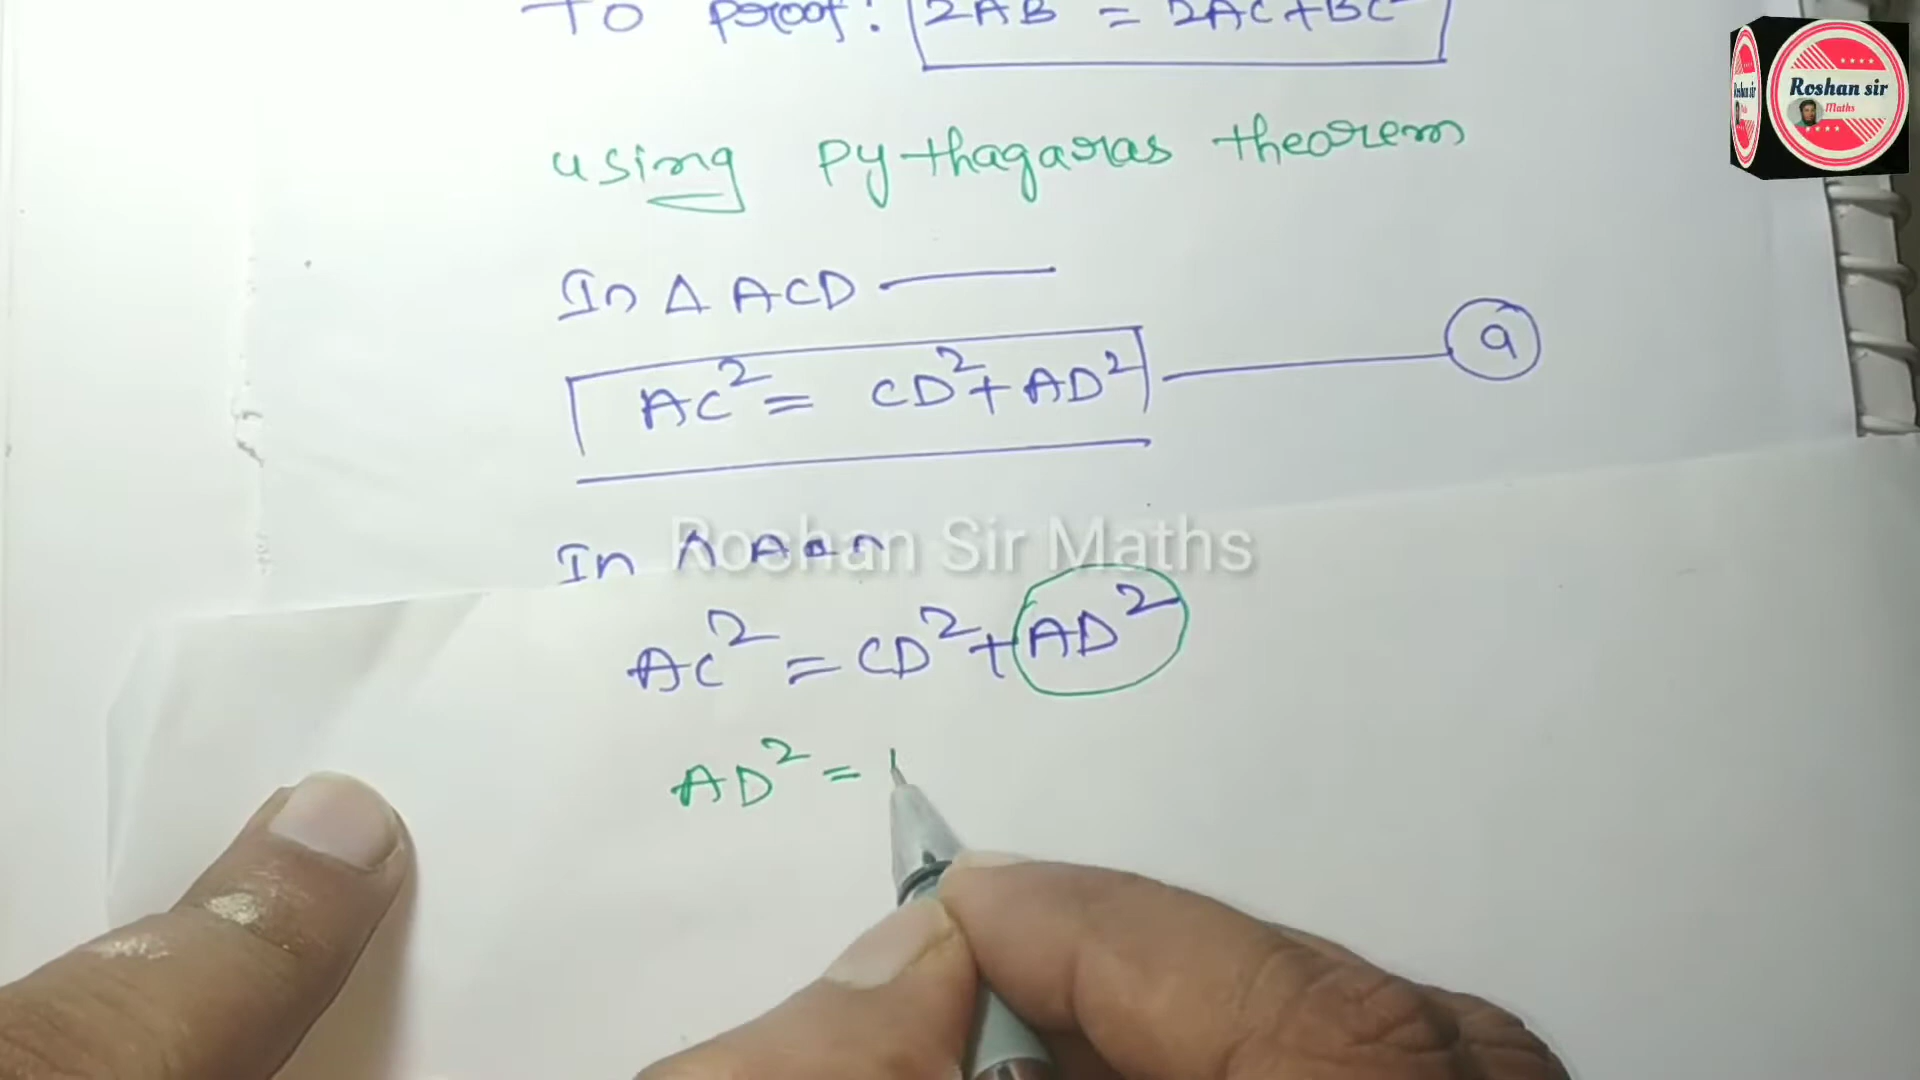 To Proof: 2AB = 2AC + BC
Roshan sir
Maths
using Pythagaras theorem
In Δ ACD
AC² = CD² + AD²
a
In Δ
Roshan Sir Maths
AC² = CD² + AD²
AD² =